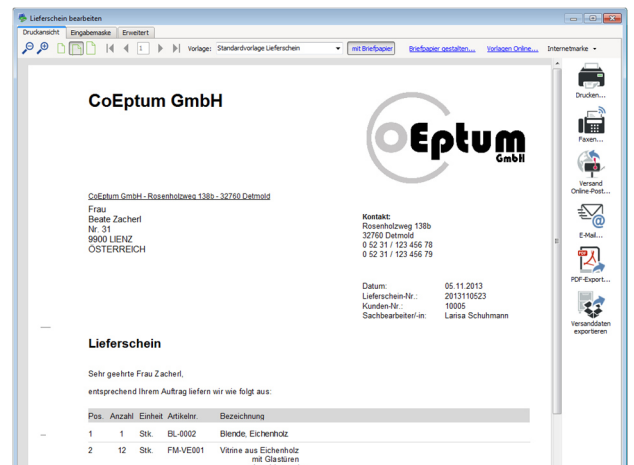 Lieferschein bearbeiten
Druckansicht Eingabemaske Erweitert
1 Vorlage: Standardvorlage Lieferschein mit Briefpapier Briefpapier gestalten... Vorlagen Online... Internetmarke
CoEptum GmbH
CoEptum
GmbH
Drucken...
Faxen...
Versand
Online-Post...
E-Mail...
PDF
PDF-Export...
Versanddaten
exportieren
CoEptum GmbH - Rosenholzweg 138b - 32760 Detmold
Frau
Beate Zacherl
Nr. 31
9900 LIENZ
ÖSTERREICH
Kontakt:
Rosenholzweg 138b
32760 Detmold
0 52 31 / 123 456 78
0 52 31 / 123 456 79
Datum: 05.11.2013
Lieferschein-Nr.: 2013110523
Kunden-Nr.: 10005
Sachbearbeiter/-in: Larisa Schuhmann
Lieferschein
Sehr geehrte Frau Zacherl,
entsprechend Ihrem Auftrag liefern wir wie folgt aus:
Pos. Anzahl Einheit Artikelnr. Bezeichnung
1 1 Stk. BL-0002 Blende, Eichenholz
2 12 Stk. FM-VE001 Vitrine aus Eichenholz
mit Glastüren